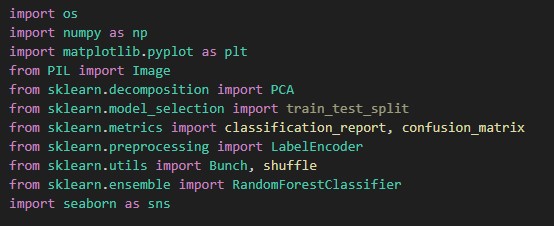 import os
import numpy as np
import matplotlib.pyplot as plt
from PIL import Image
from sklearn.decomposition import PCA
from sklearn.model_selection import train_test_split
from sklearn.metrics import classification_report, confusion_matrix
from sklearn.preprocessing import LabelEncoder
from sklearn.utils import Bunch, shuffle
from sklearn.ensemble import RandomForestClassifier
import seaborn as sns